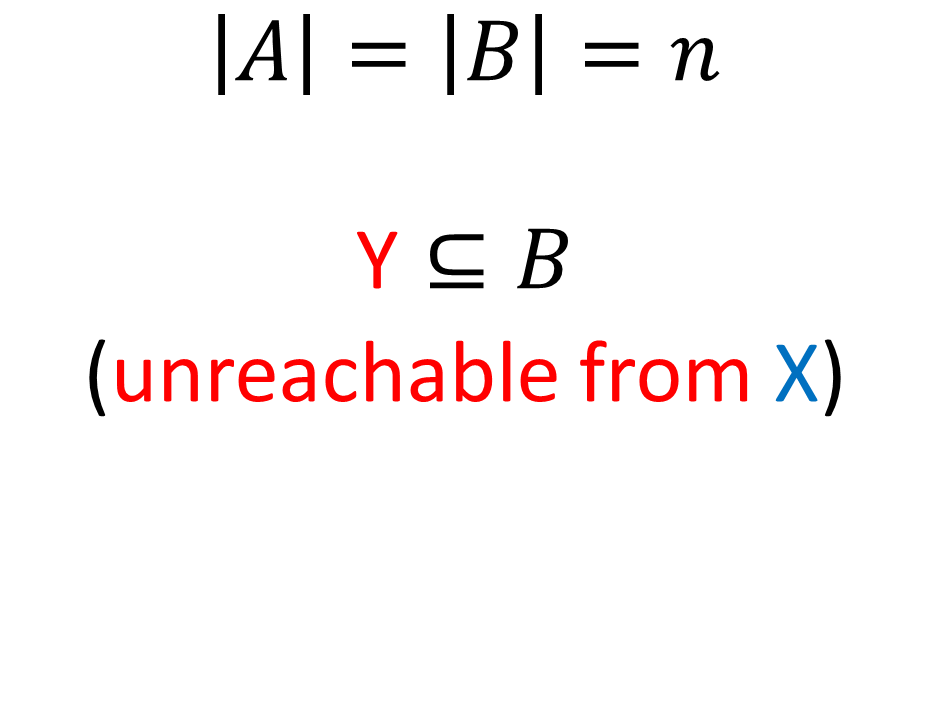 |A| = |B| = n
Y ⊆ B
(unreachable from X)